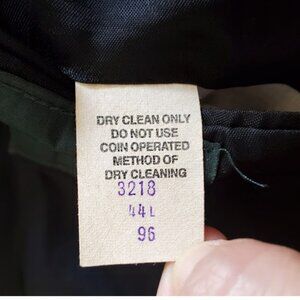 DRY CLEAN ONLY
DO NOT USE
COIN OPERATED
METHOD OF
DRY CLEANING
3218
44L
96